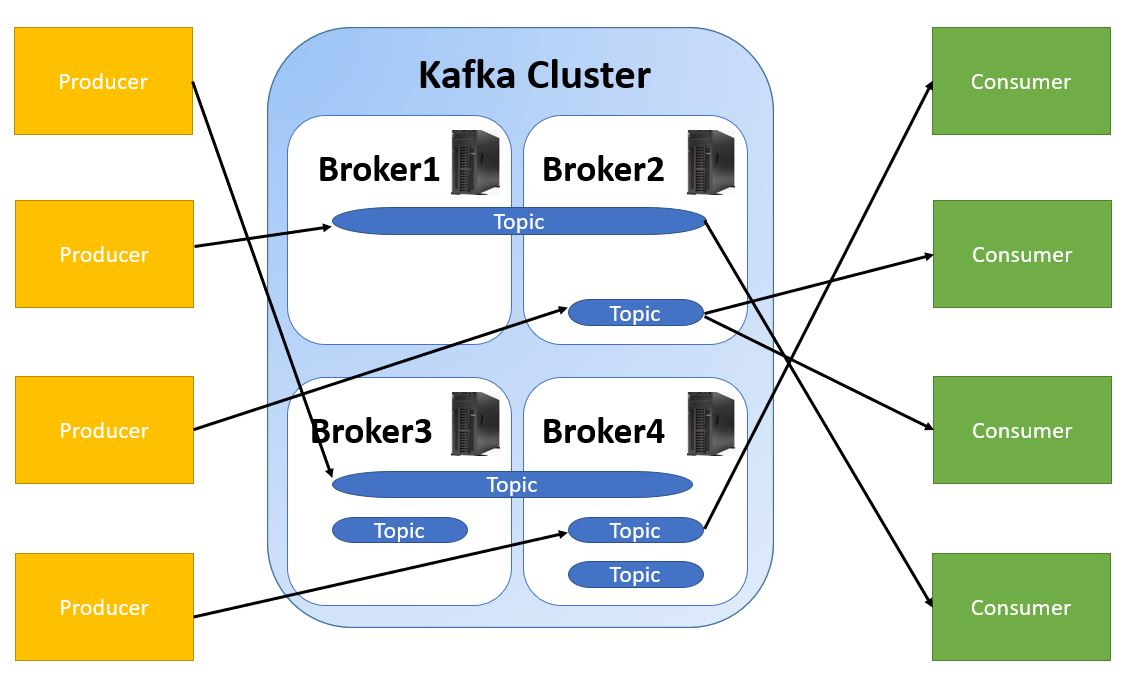 Kafka Cluster
Producer
Consumer
Broker1
Broker2
Topic
Producer
Consumer
Topic
Producer
Consumer
Broker3
Broker4
Topic
Topic
Topic
Topic
Producer
Consumer